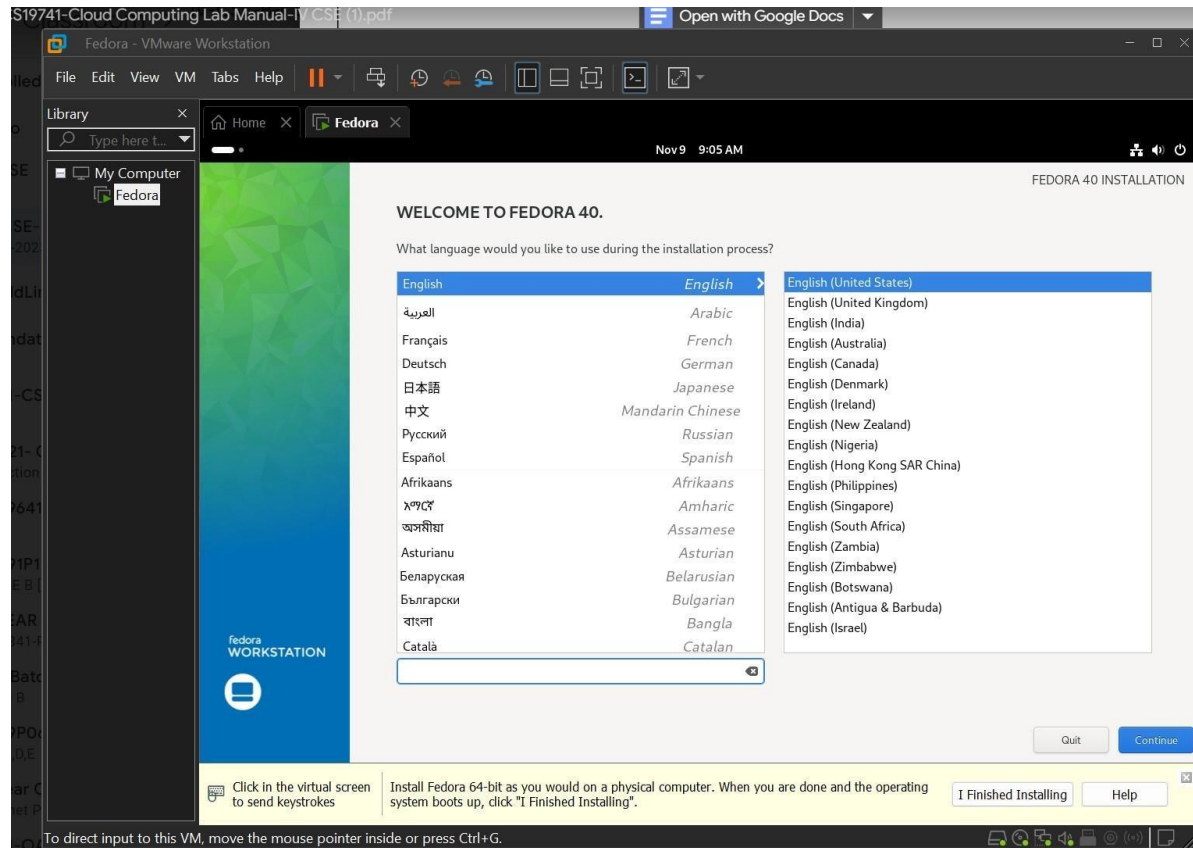 CS19741-Cloud Computing Lab Manual-IV CSE (1).pdf
Open with Google Docs
Fedora - VMware Workstation
File Edit View VM Tabs Help
Library
Home
Fedora
Type here t...
Nov 9 9:05 AM
My Computer
Fedora
FEDORA 40 INSTALLATION
WELCOME TO FEDORA 40.
What language would you like to use during the installation process?
English English English (United States)
العربية Arabic English (United Kingdom)
English (India)
Français French English (Australia)
Deutsch German English (Canada)
日本語 Japanese English (Denmark)
中文 Mandarin Chinese English (Ireland)
Русский Russian English (New Zealand)
Español Spanish English (Nigeria)
English (Hong Kong SAR China)
Afrikaans Afrikaans English (Philippines)
አማርኛ Amharic English (Singapore)
অসমীয়া Assamese English (South Africa)
Asturianu Asturian English (Zambia)
Беларуская Belarusian English (Zimbabwe)
Български Bulgarian English (Botswana)
বাংলা Bangla English (Antigua & Barbuda)
Català Catalan English (Israel)
fedora
WORKSTATION
Quit Continue
Click in the virtual screen
to send keystrokes
Install Fedora 64-bit as you would on a physical computer. When you are done and the operating
system boots up, click "I Finished Installing".
I Finished Installing
Help
To direct input to this VM, move the mouse pointer inside or press Ctrl+G.